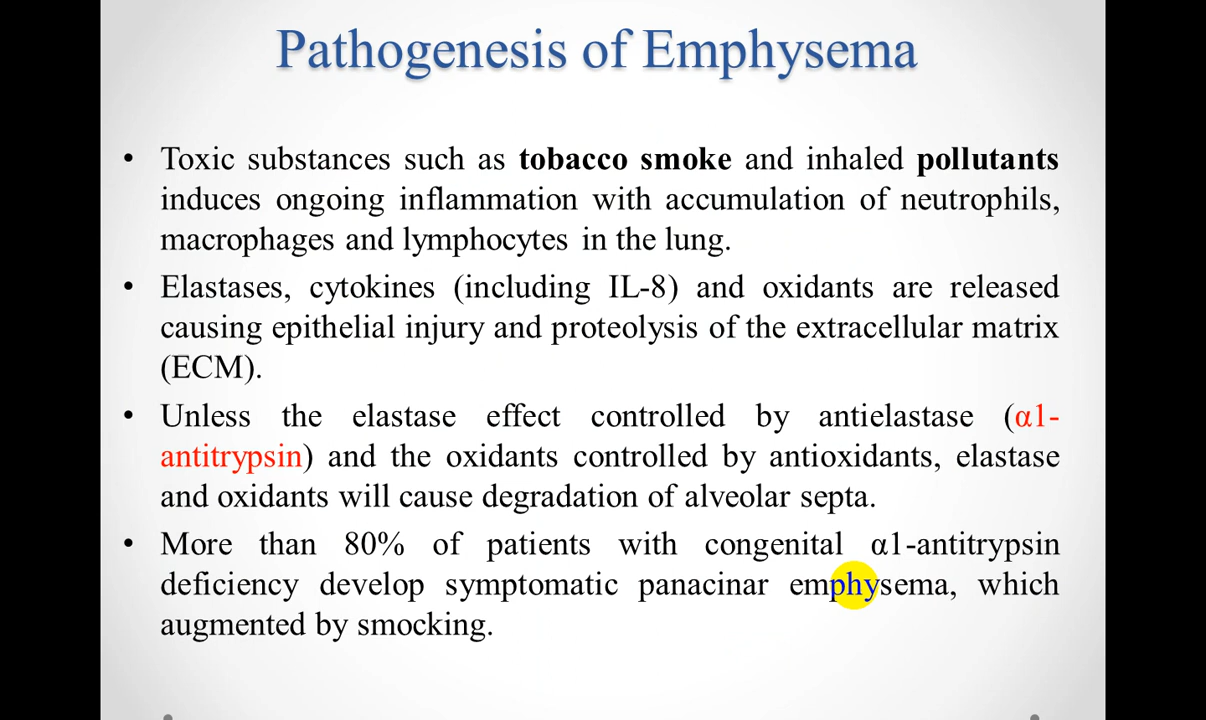 Pathogenesis of Emphysema
• Toxic substances such as tobacco smoke and inhaled pollutants
induces ongoing inflammation with accumulation of neutrophils,
macrophages and lymphocytes in the lung.
• Elastases, cytokines (including IL-8) and oxidants are released
causing epithelial injury and proteolysis of the extracellular matrix
(ECM).
• Unless the elastase effect controlled by antielastase (α1-
antitrypsin) and the oxidants controlled by antioxidants, elastase
and oxidants will cause degradation of alveolar septa.
• More than 80% of patients with congenital α1-antitrypsin
deficiency develop symptomatic panacinar emphysema, which
augmented by smocking.